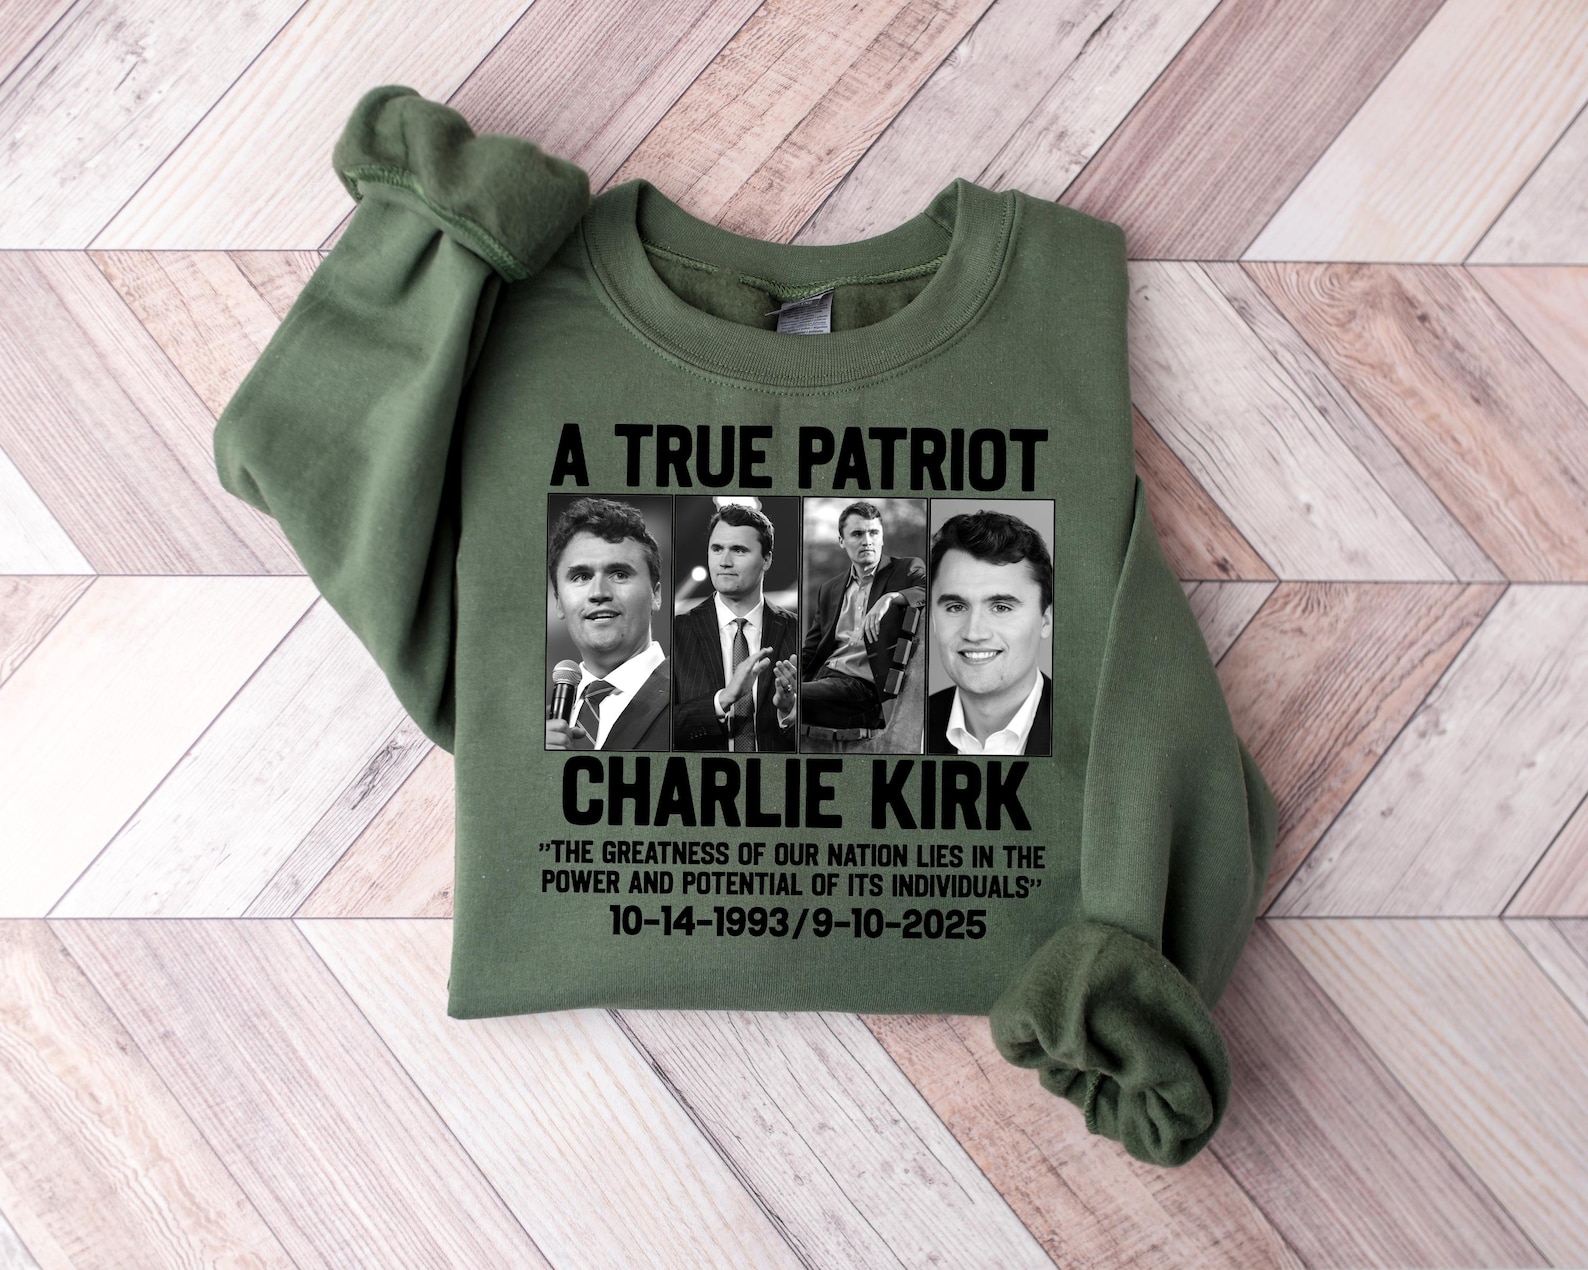 A TRUE PATRIOT
CHARLIE KIRK
”THE GREATNESS OF OUR NATION LIES IN THE
POWER AND POTENTIAL OF ITS INDIVIDUALS”
10-14-1993/9-10-2025